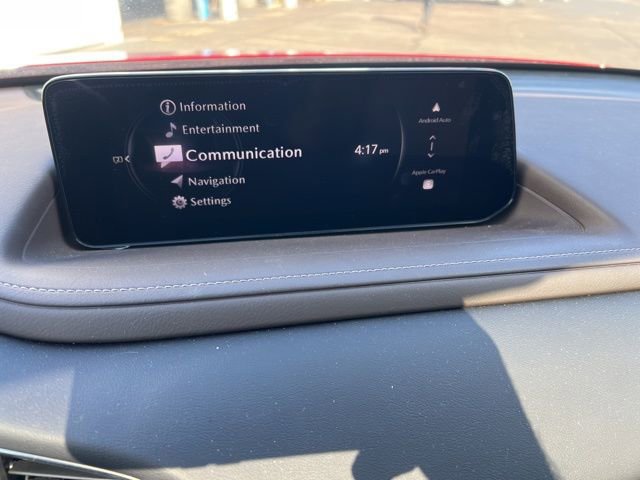 Information
Entertainment
Communication
Navigation
Settings
4:17 pm
Android Auto
Apple CarPlay